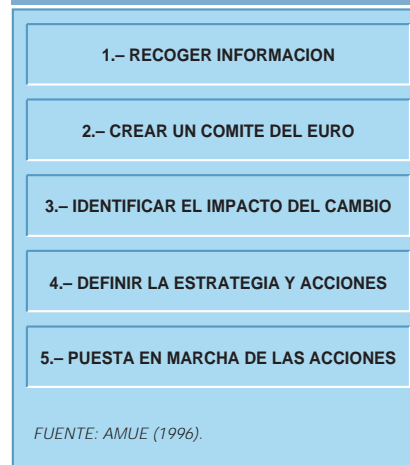 1.– RECOGER INFORMACION
2.– CREAR UN COMITE DEL EURO
3.– IDENTIFICAR EL IMPACTO DEL CAMBIO
4.– DEFINIR LA ESTRATEGIA Y ACCIONES
5.– PUESTA EN MARCHA DE LAS ACCIONES
FUENTE: AMUE (1996).